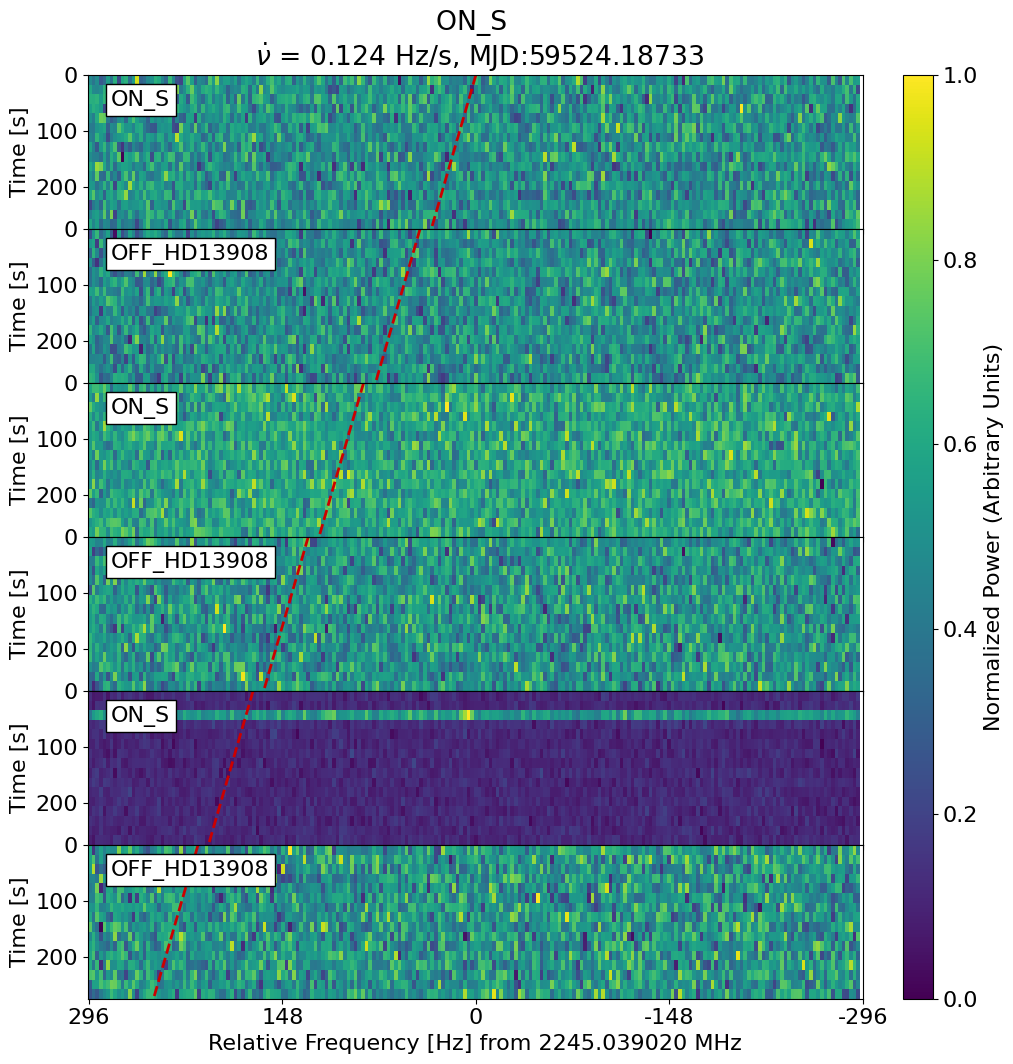 ON_S
ν̇ = 0.124 Hz/s, MJD:59524.18733
0
ON_S
100
200
Time [s]
0
OFF_HD13908
100
200
Time [s]
0
ON_S
100
200
Time [s]
0
OFF_HD13908
100
200
Time [s]
0
ON_S
100
200
Time [s]
0
OFF_HD13908
100
200
Time [s]
296 148 0 -148 -296
Relative Frequency [Hz] from 2245.039020 MHz
1.0
0.8
0.6
0.4
0.2
0.0
Normalized Power (Arbitrary Units)